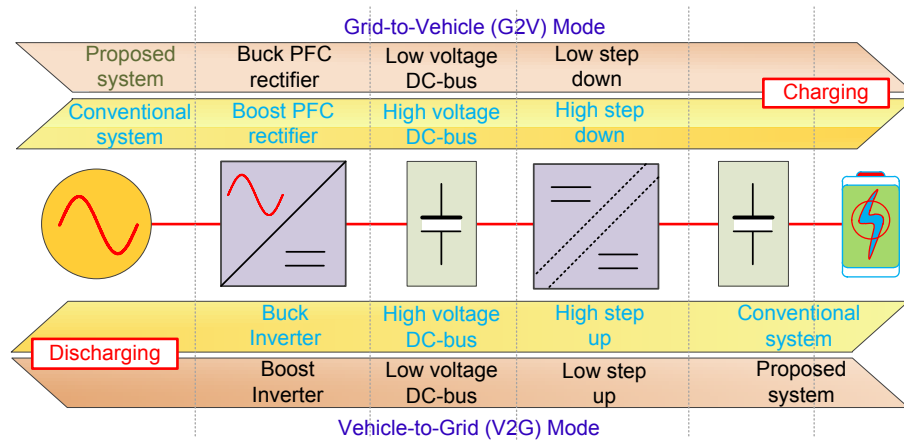 Grid-to-Vehicle (G2V) Mode
Proposed system
Buck PFC rectifier
Low voltage DC-bus
Low step down
Charging
Conventional system
Boost PFC rectifier
High voltage DC-bus
High step down
Buck Inverter
High voltage DC-bus
High step up
Conventional system
Discharging
Boost Inverter
Low voltage DC-bus
Low step up
Proposed system
Vehicle-to-Grid (V2G) Mode